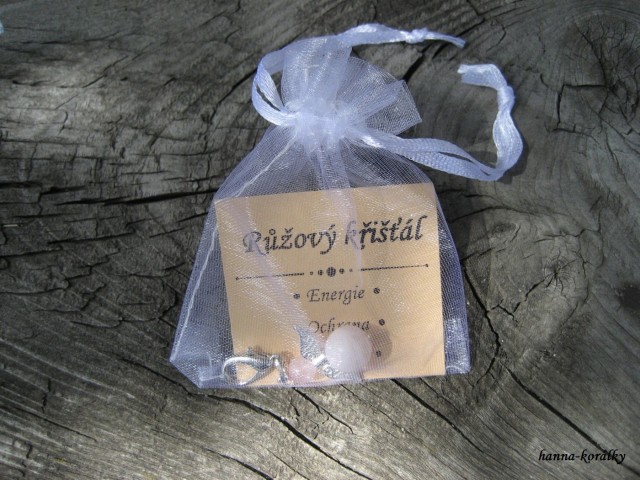 Růžový křišťál
• Energie •
Ochrana •
hanna-korálky